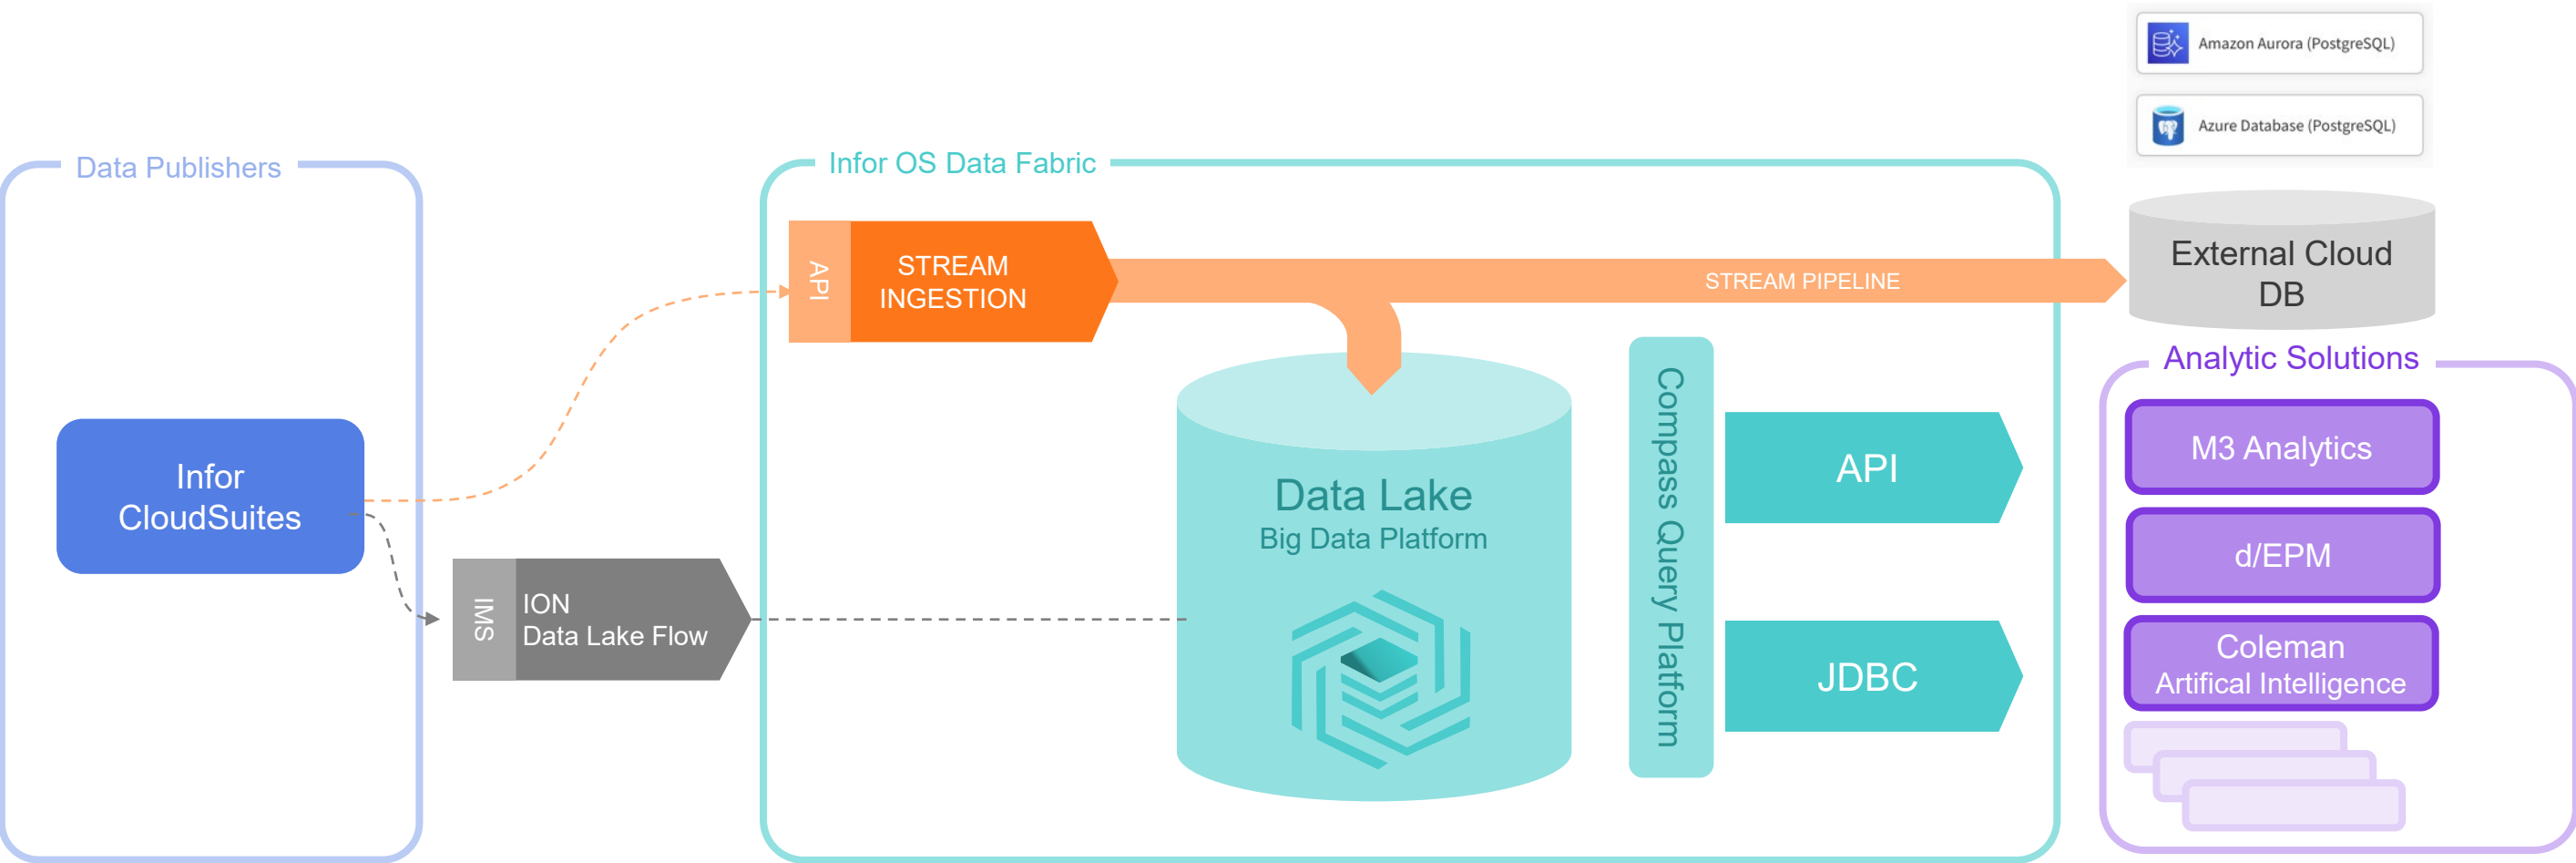 Amazon Aurora (PostgreSQL)
Azure Database (PostgreSQL)
Data Publishers
Infor OS Data Fabric
API
STREAM
INGESTION
STREAM PIPELINE
External Cloud
DB
Infor
CloudSuites
IMS
ION
Data Lake Flow
Data Lake
Big Data Platform
Compass Query Platform
API
JDBC
Analytic Solutions
M3 Analytics
d/EPM
Coleman
Artifical Intelligence